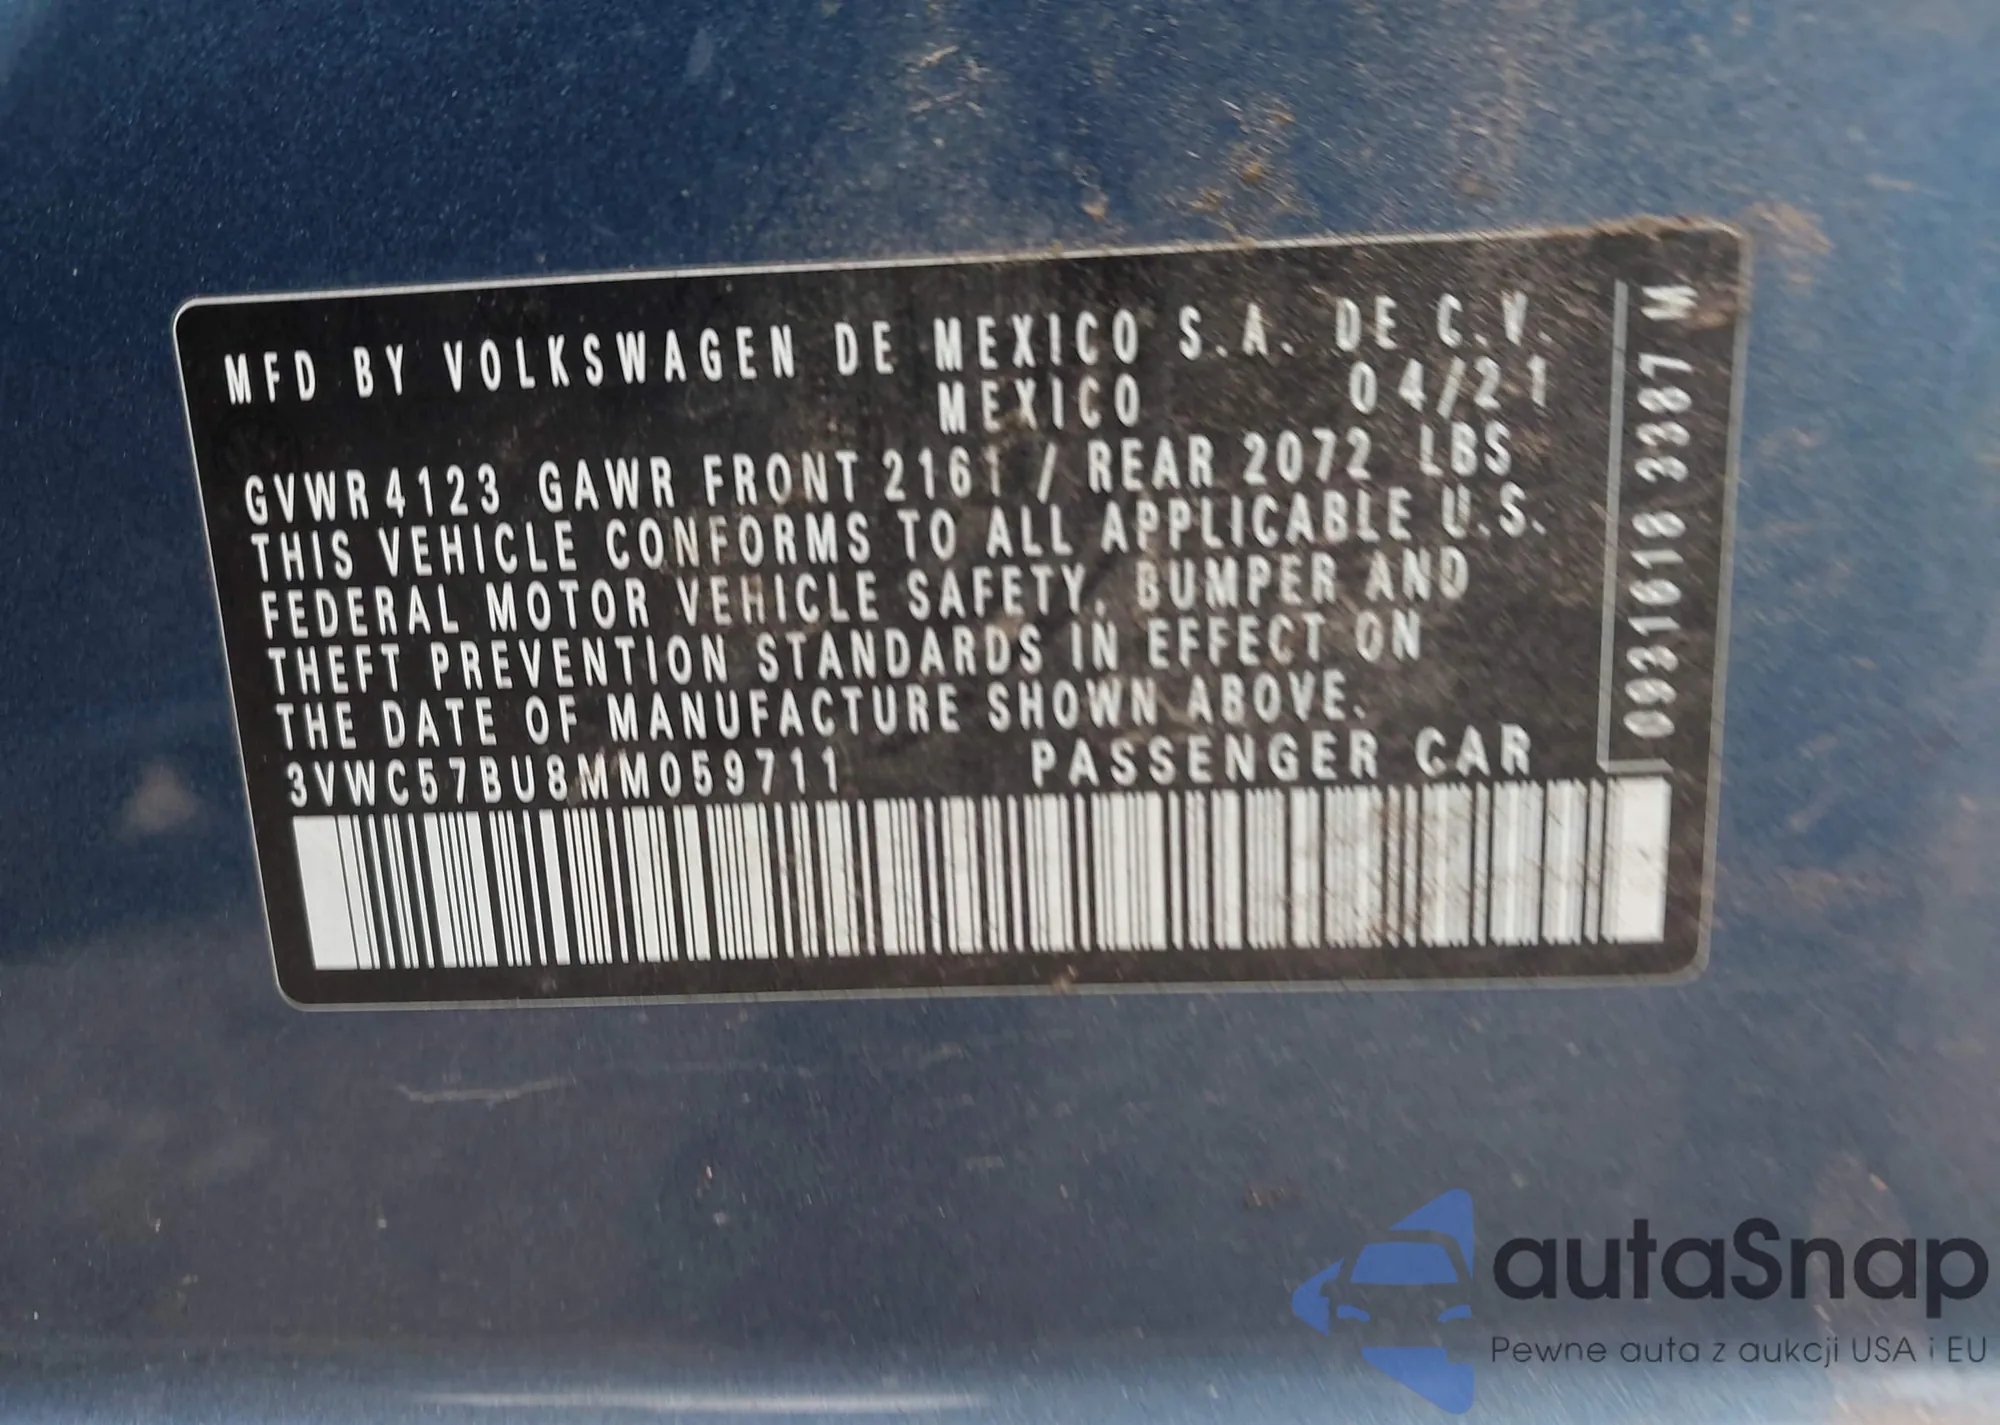 MFD BY VOLKSWAGEN DE MEXICO S.A. DE C.V.
MEXICO 04/21
GVWR 4123 GAWR FRONT 2161 / REAR 2072 LBS
THIS VEHICLE CONFORMS TO ALL APPLICABLE U.S.
FEDERAL MOTOR VEHICLE SAFETY, BUMPER AND
THEFT PREVENTION STANDARDS IN EFFECT ON
THE DATE OF MANUFACTURE SHOWN ABOVE.
3VWC57BU8MM059711 PASSENGER CAR
0931618 3387 M
autaSnap
Pewne auta z aukcji USA i EU